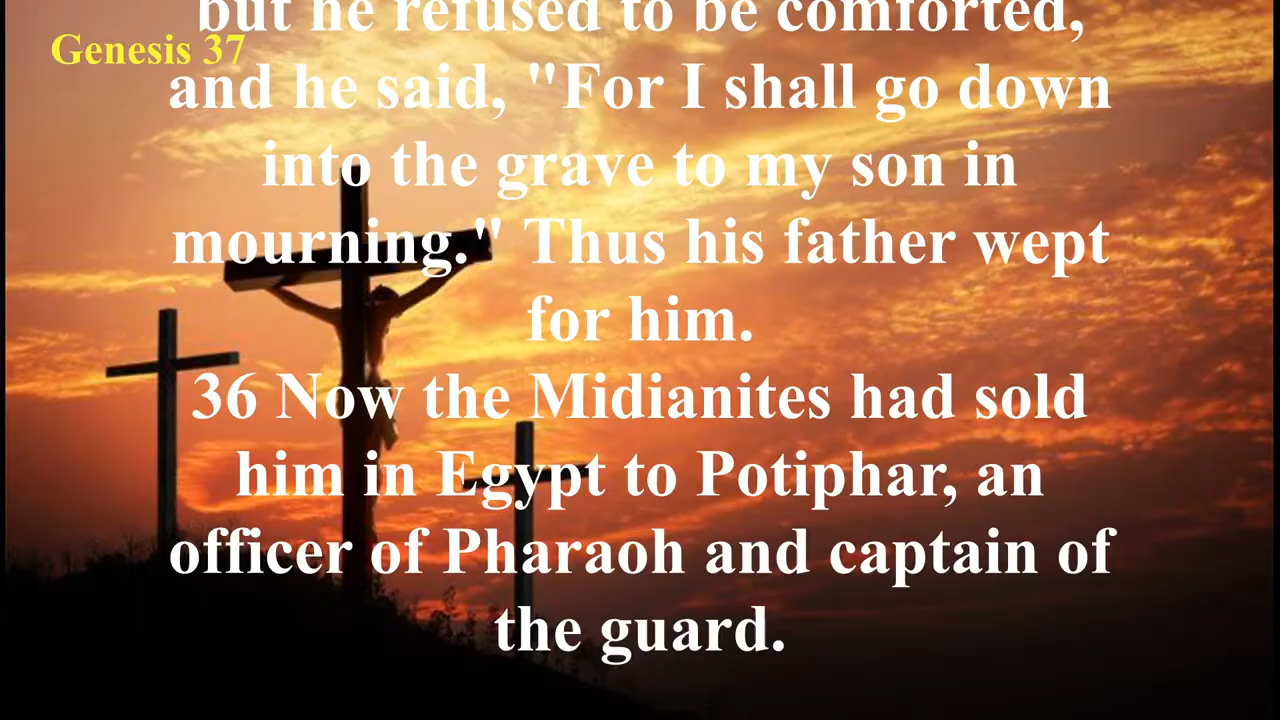 but he refused to be comforted,
Genesis 37
and he said, "For I shall go down
into the grave to my son in
mourning." Thus his father wept
for him.
36 Now the Midianites had sold
him in Egypt to Potiphar, an
officer of Pharaoh and captain of
the guard.